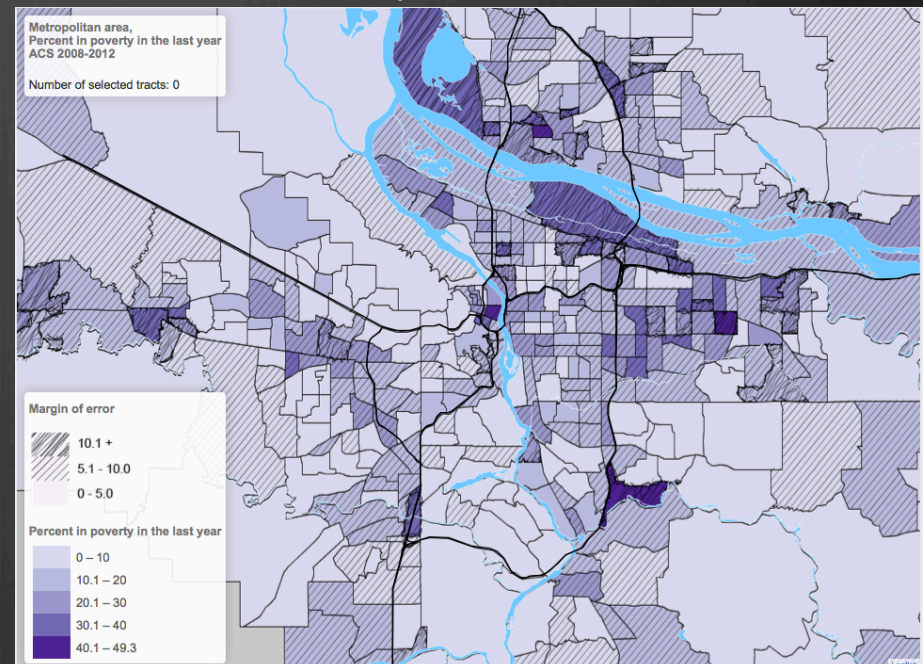 Metropolitan area,
Percent in poverty in the last year
ACS 2008-2012
Number of selected tracts: 0
Margin of error
10.1 +
5.1 - 10.0
0 - 5.0
Percent in poverty in the last year
0 – 10
10.1 – 20
20.1 – 30
30.1 – 40
40.1 – 49.3